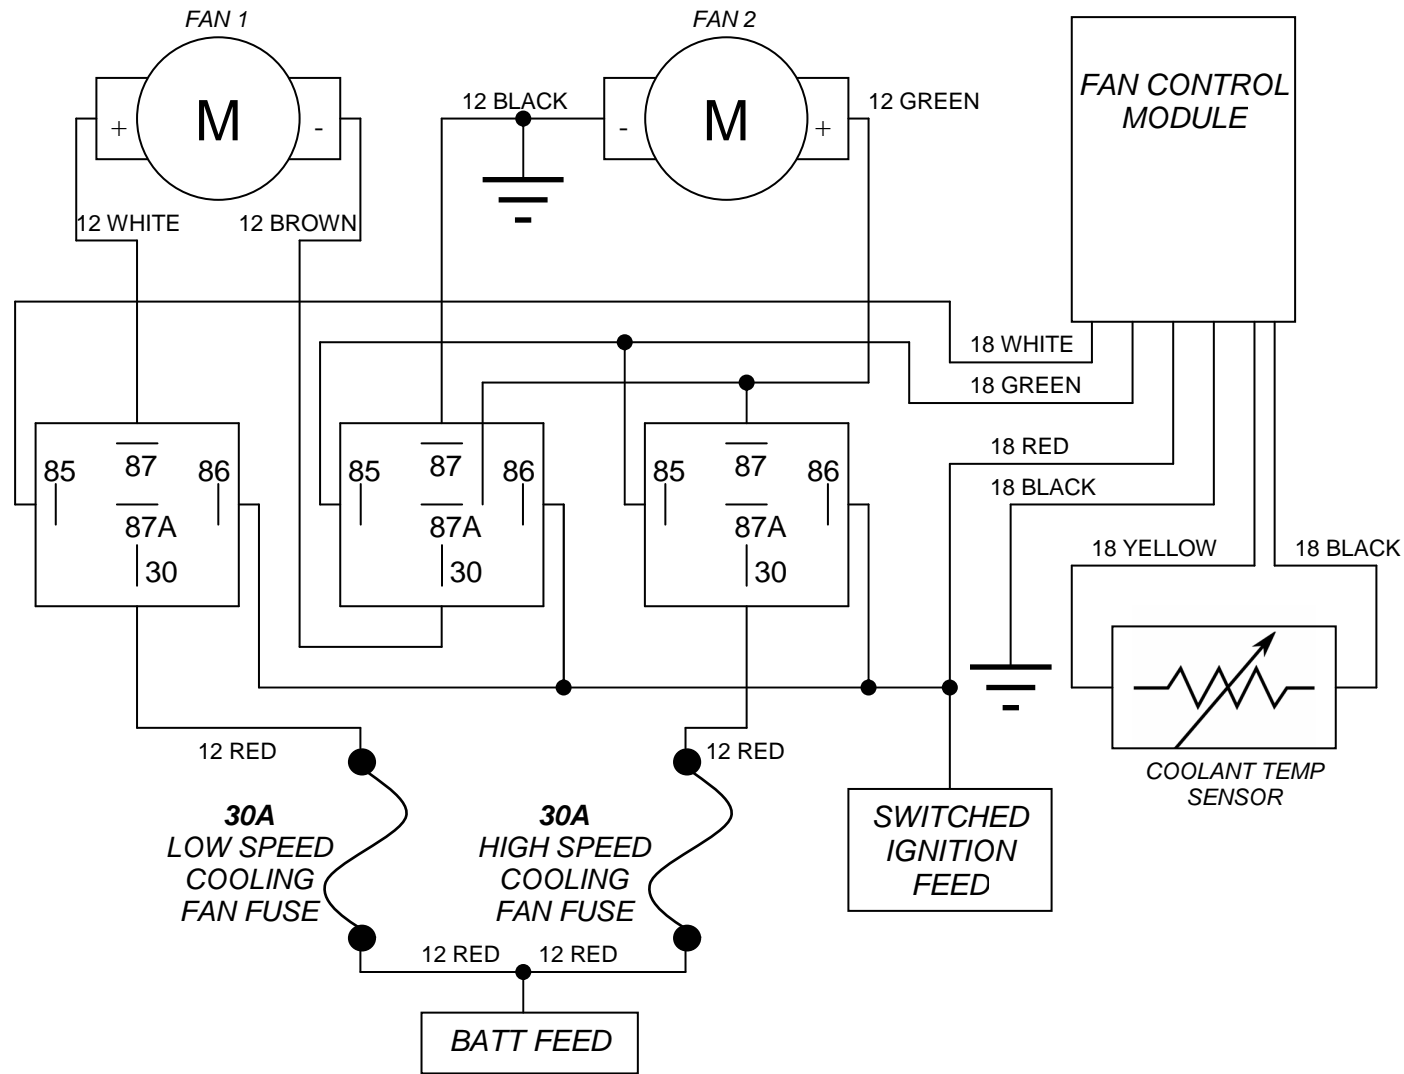 FAN 1
FAN 2
FAN CONTROL
MODULE
M
M
+
-
-
+
12 BLACK
12 GREEN
12 WHITE
12 BROWN
18 WHITE
18 GREEN
18 RED
18 BLACK
18 YELLOW
18 BLACK
85
87
86
87A
30
85
87
86
87A
30
85
87
86
87A
30
12 RED
12 RED
30A
LOW SPEED
COOLING
FAN FUSE
30A
HIGH SPEED
COOLING
FAN FUSE
SWITCHED
IGNITION
FEED
COOLANT TEMP
SENSOR
12 RED
12 RED
BATT FEED